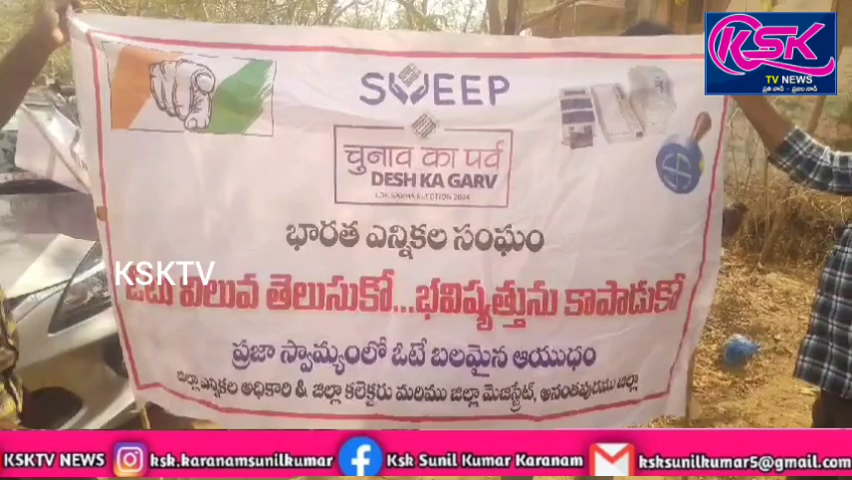 KSK
TV NEWS
ప్రతి వాడి - ప్రజల నాడి
SWEEP
चुनाव का पर्व
DESH KA GARV
LOK SABHA ELECTION 2024
భారత ఎన్నికల సంఘం
KSKTV
ఓటు విలువ తెలుసుకో...భవిష్యత్తును కాపాడుకో
ప్రజా స్వామ్యంలో ఓటే బలమైన ఆయుధం
జిల్లా ఎన్నికల అధికారి & జిల్లా కలెక్టరు మరియు జిల్లా మెజిస్ట్రేట్, అనంతపురము జిల్లా
KSKTV NEWS ksk.karanamsunilkumar Ksk Sunil Kumar Karanam ksksunilkumar5@gmail.com